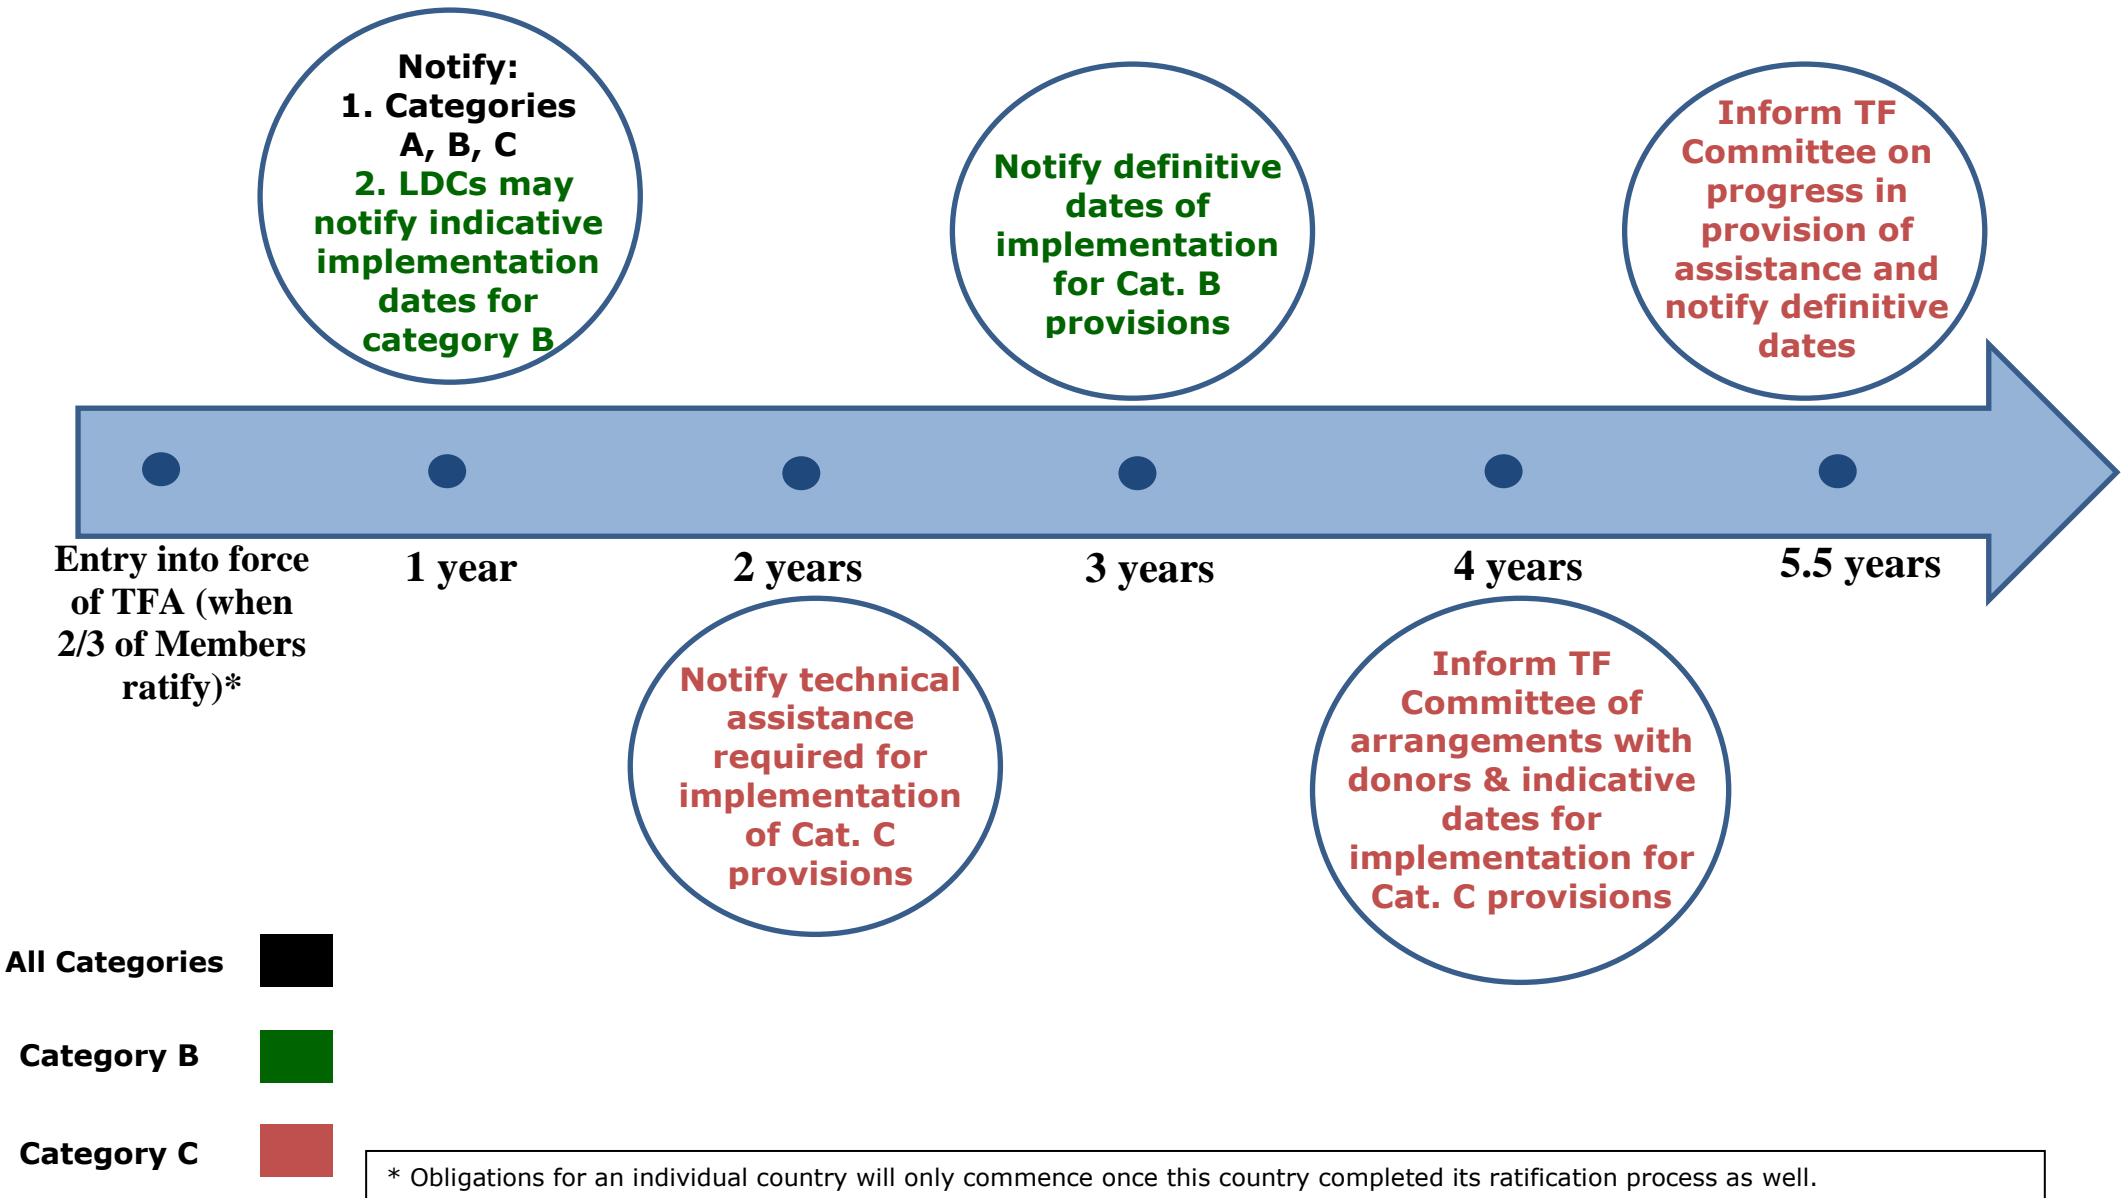 Notify:
1. Categories
A, B, C
2. LDCs may
notify indicative
implementation
dates for
category B
Notify definitive
dates of
implementation
for Cat. B
provisions
Inform TF
Committee on
progress in
provision of
assistance and
notify definitive
dates
Entry into force
of TFA (when
2/3 of Members
ratify)*
1 year
2 years
3 years
4 years
5.5 years
Notify technical
assistance
required for
implementation
of Cat. C
provisions
Inform TF
Committee of
arrangements with
donors & indicative
dates for
implementation for
Cat. C provisions
All Categories
Category B
Category C
* Obligations for an individual country will only commence once this country completed its ratification process as well.